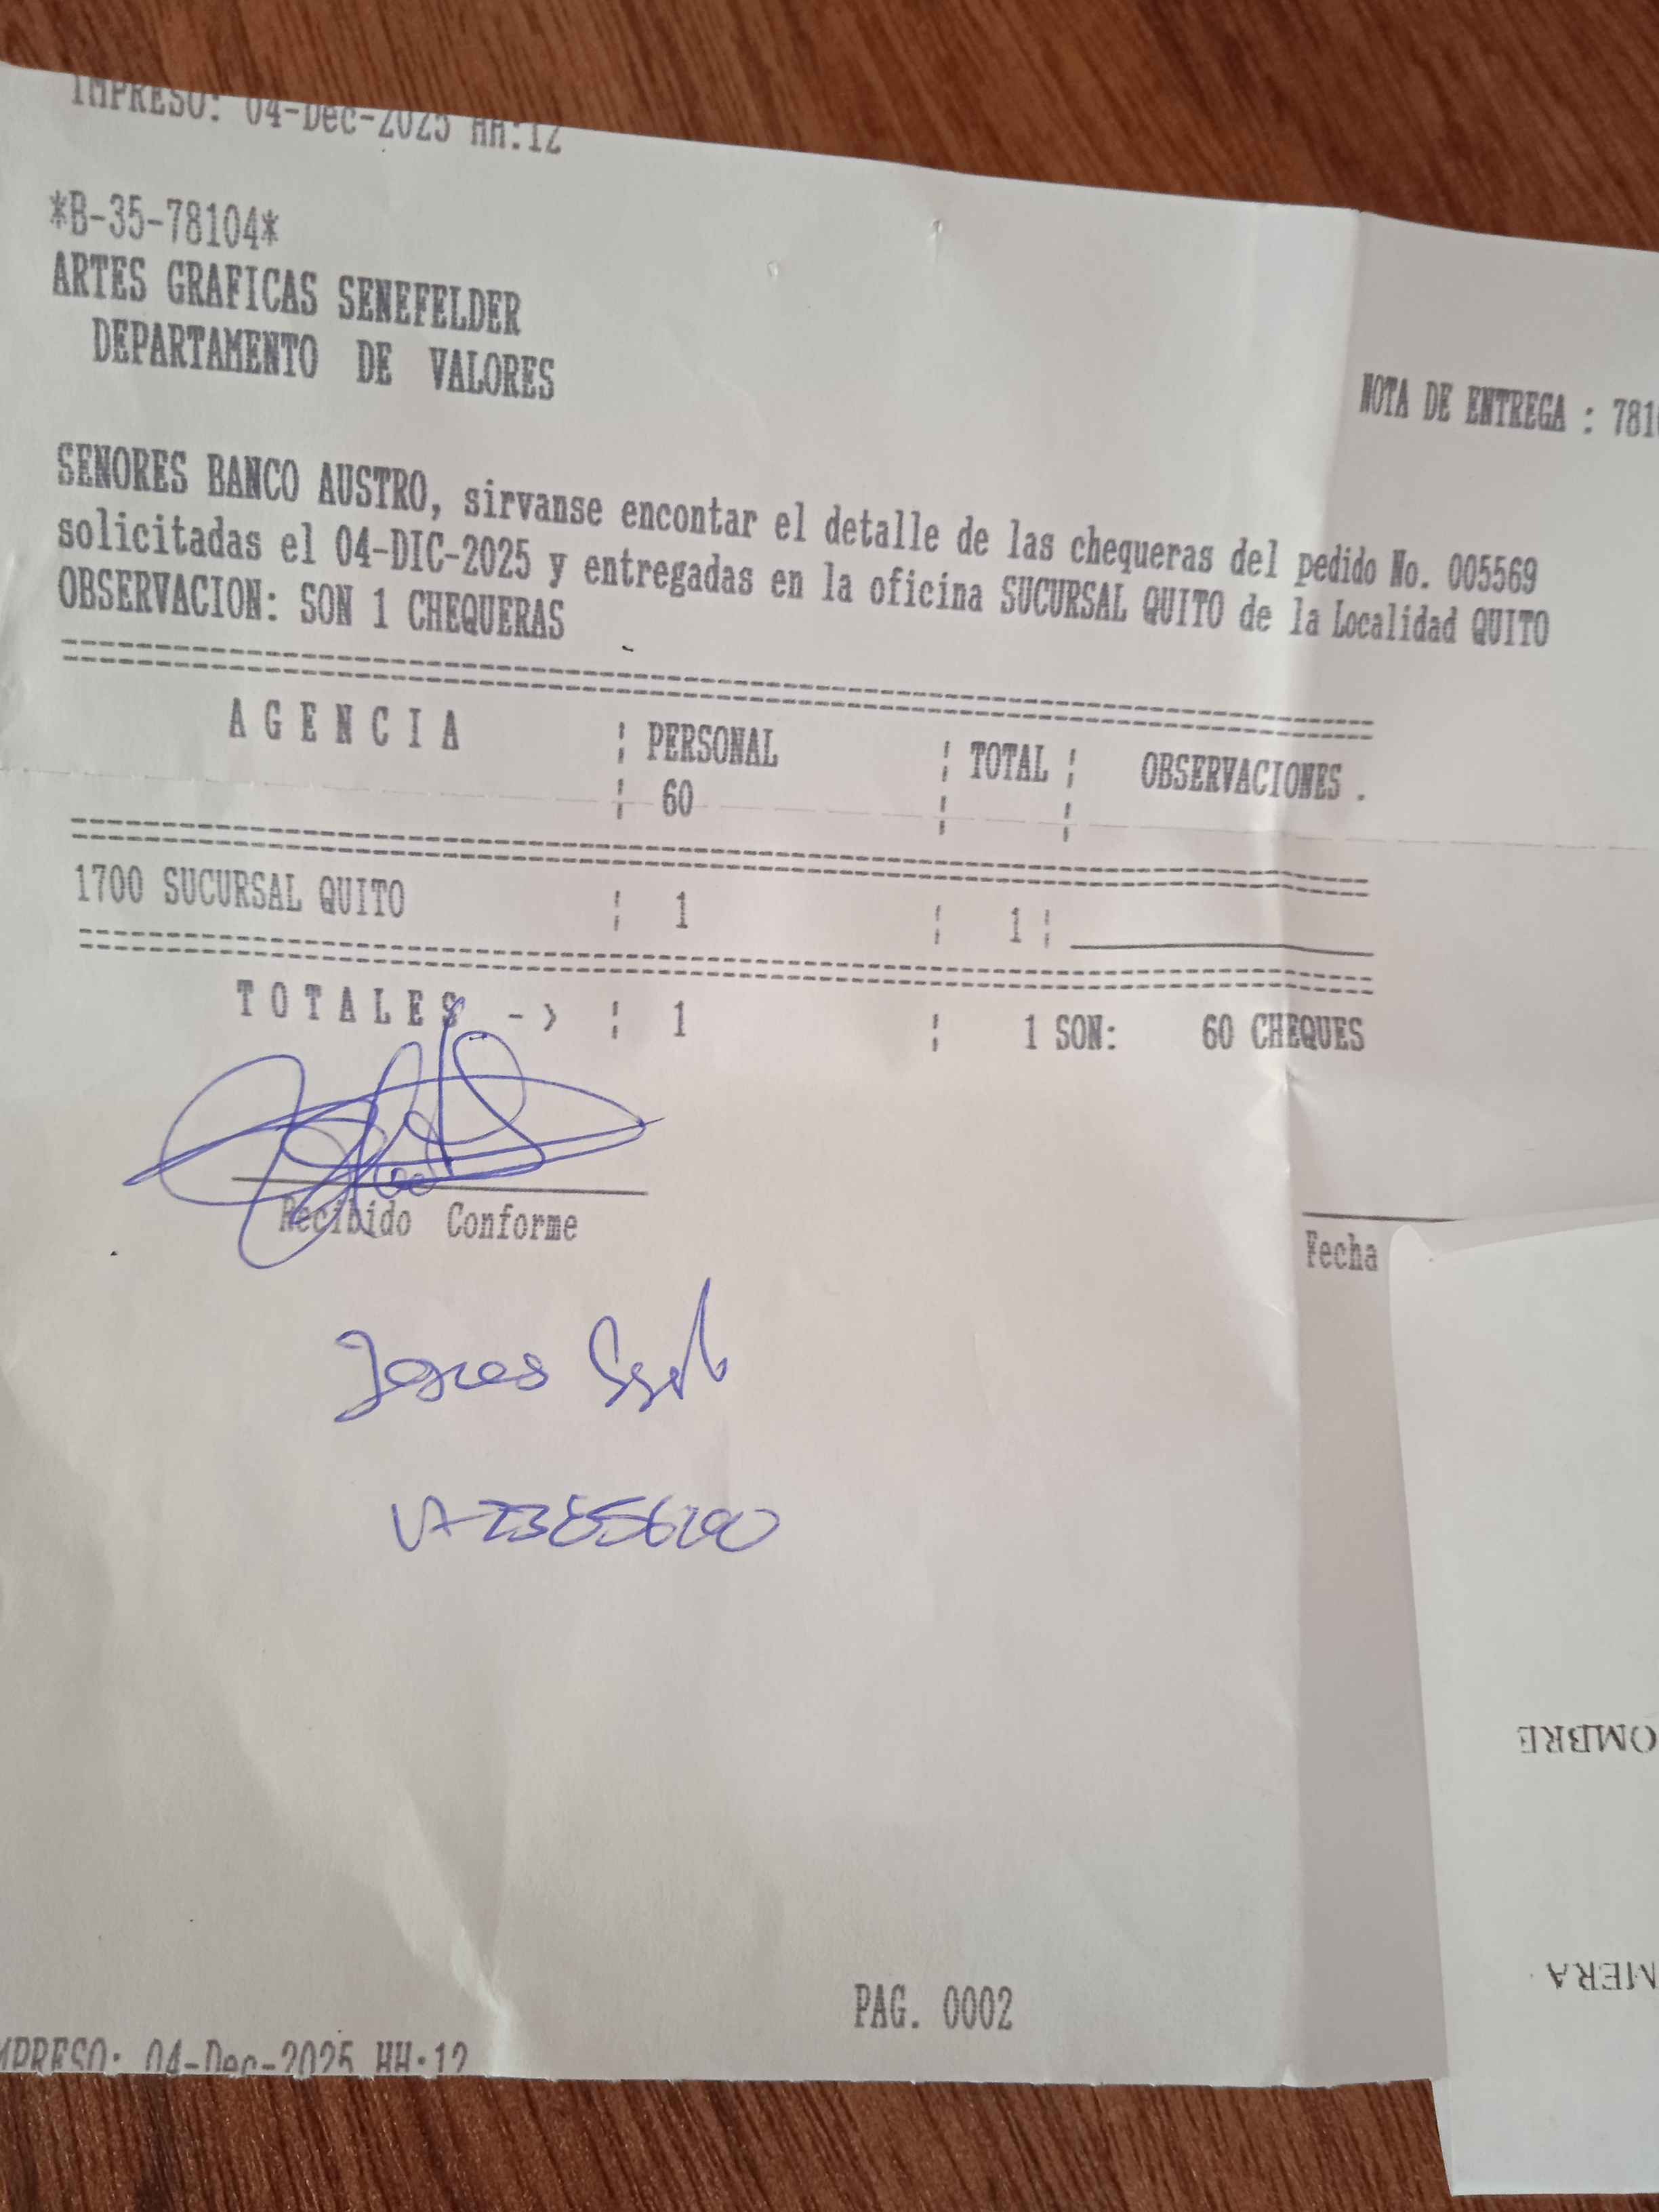 IMPRESO: 04-Dec-2025 HH:12
*B-35-78104*
ARTES GRAFICAS SENEFELDER
DEPARTAMENTO DE VALORES
NOTA DE ENTREGA : 781
SENORES BANCO AUSTRO, sirvanse encontar el detalle de las chequeras del pedido No. 005569
solicitadas el 04-DIC-2025 y entregadas en la oficina SUCURSAL QUITO de la Localidad QUITO
OBSERVACION: SON 1 CHEQUERAS
A G E N C I A ¦ PERSONAL ¦ TOTAL ¦ OBSERVACIONES .
¦ 60 ¦ ¦
1700 SUCURSAL QUITO ¦ 1 ¦ 1 ¦
T O T A L E S -> ¦ 1 ¦ 1 SON: 60 CHEQUES
Recibido Conforme
Fecha
OMBRE
MERA
PAG. 0002
MPRESO: 04-Dec-2025 HH:12